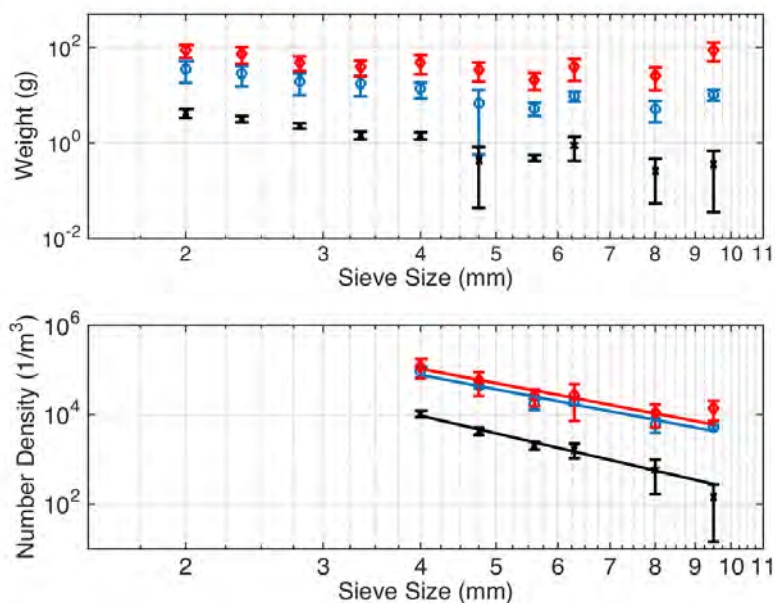 Weight (g)
10^2
10^0
10^-2
2 3 4 5 6 7 8 9 10 11
Sieve Size (mm)
Number Density (1/m^3)
10^6
10^4
10^2
2 3 4 5 6 7 8 9 10 11
Sieve Size (mm)